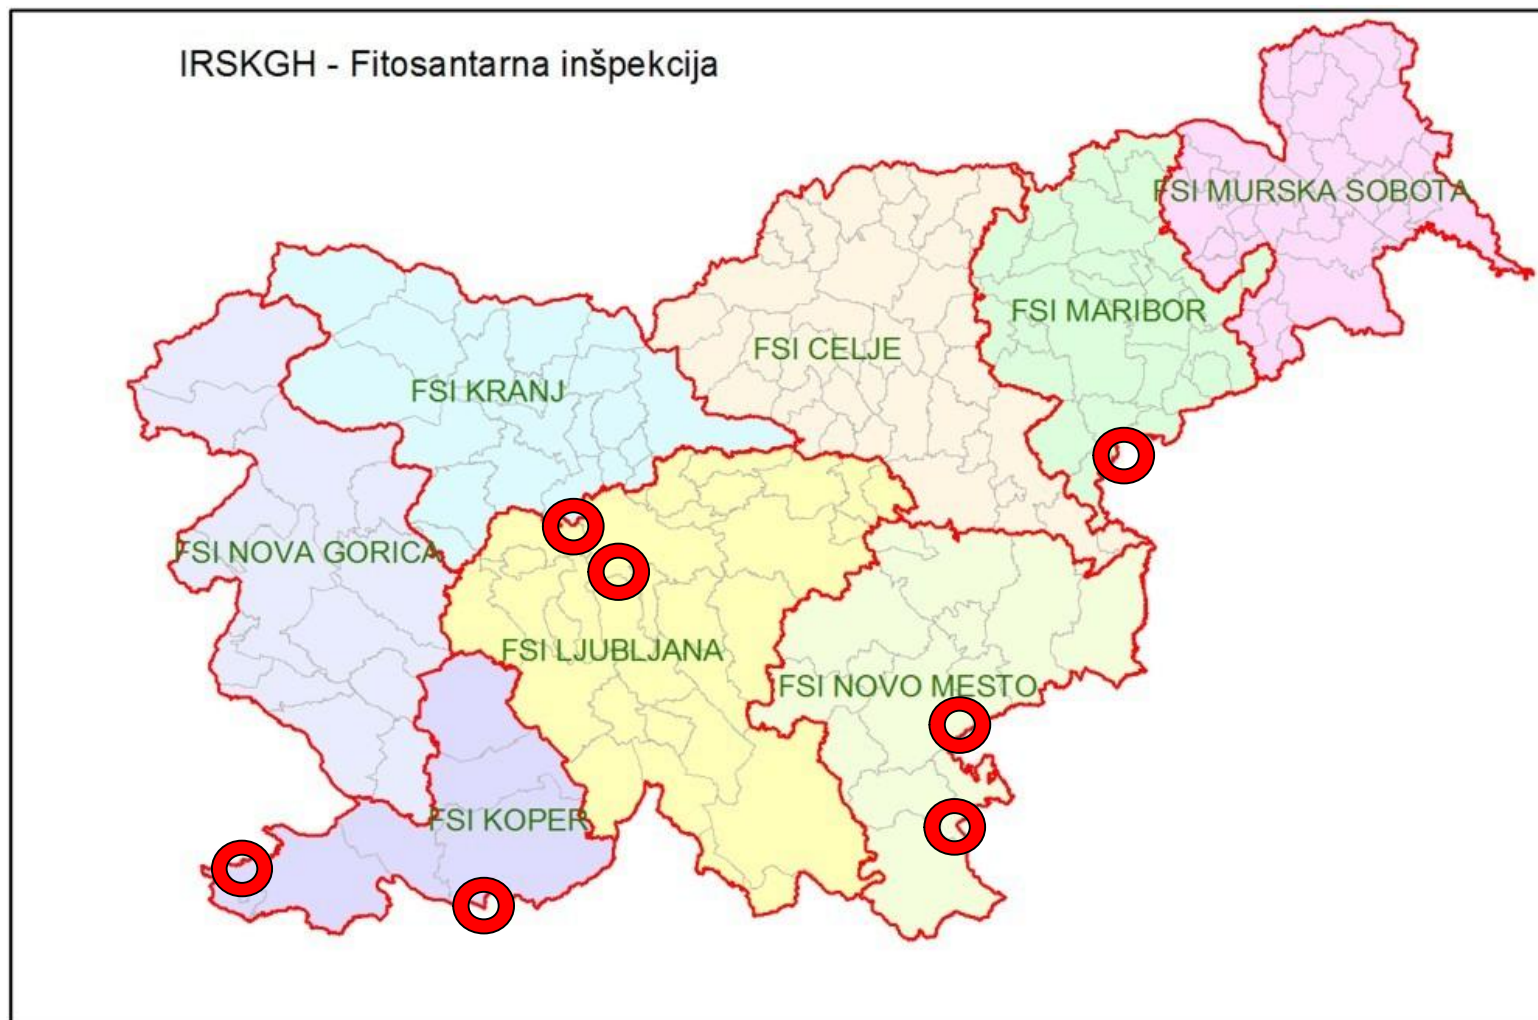 IRSKGH - Fitosantarna inšpekcija
FSI MURSKA SOBOTA
FSI MARIBOR
FSI CELJE
FSI KRANJ
FSI NOVA GORICA
FSI LJUBLJANA
FSI NOVO MESTO
FSI KOPER